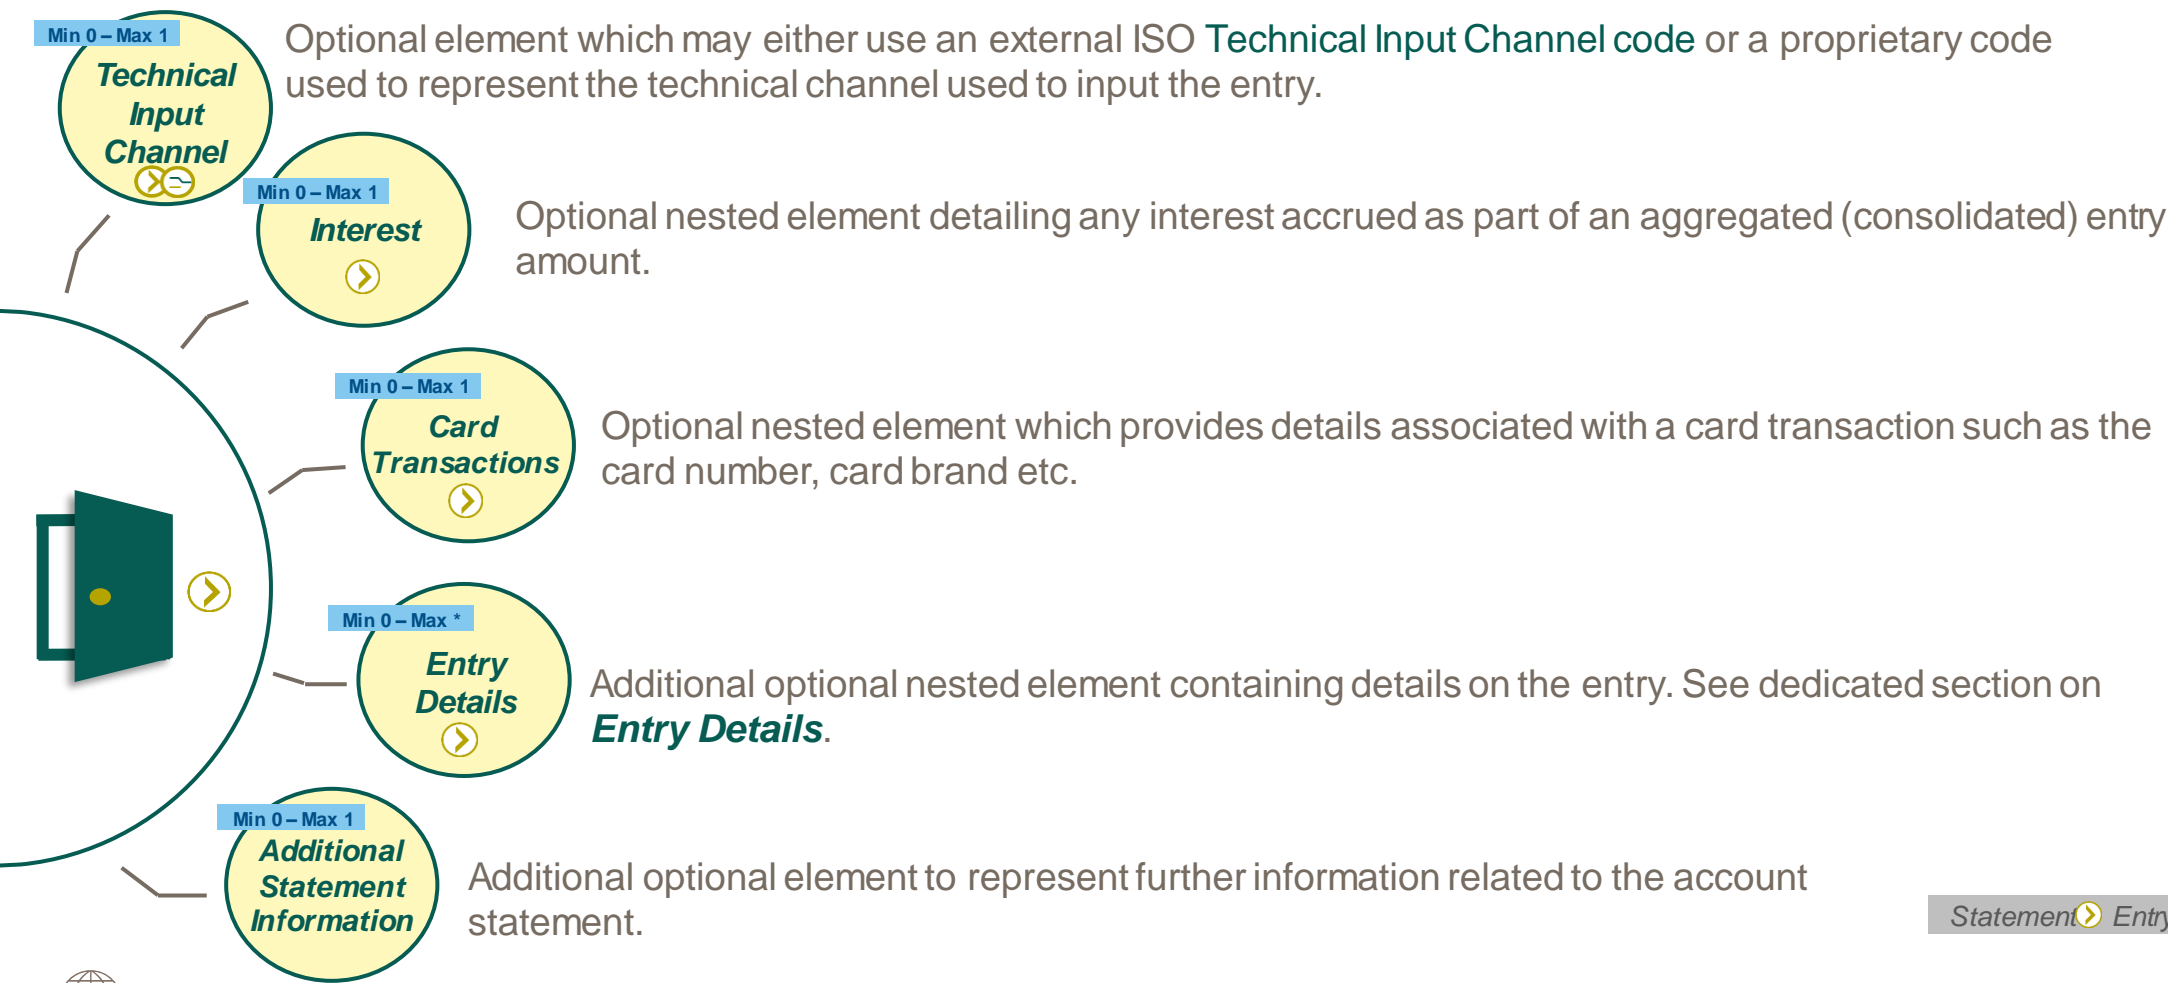 Min 0 – Max 1
Technical
Input
Channel
Optional element which may either use an external ISO Technical Input Channel code or a proprietary code
used to represent the technical channel used to input the entry.
Min 0 – Max 1
Interest
Optional nested element detailing any interest accrued as part of an aggregated (consolidated) entry
amount.
Min 0 – Max 1
Card
Transactions
Optional nested element which provides details associated with a card transaction such as the
card number, card brand etc.
Min 0 – Max *
Entry
Details
Additional optional nested element containing details on the entry. See dedicated section on
Entry Details.
Min 0 – Max 1
Additional
Statement
Information
Additional optional element to represent further information related to the account
statement.
Statement Entry